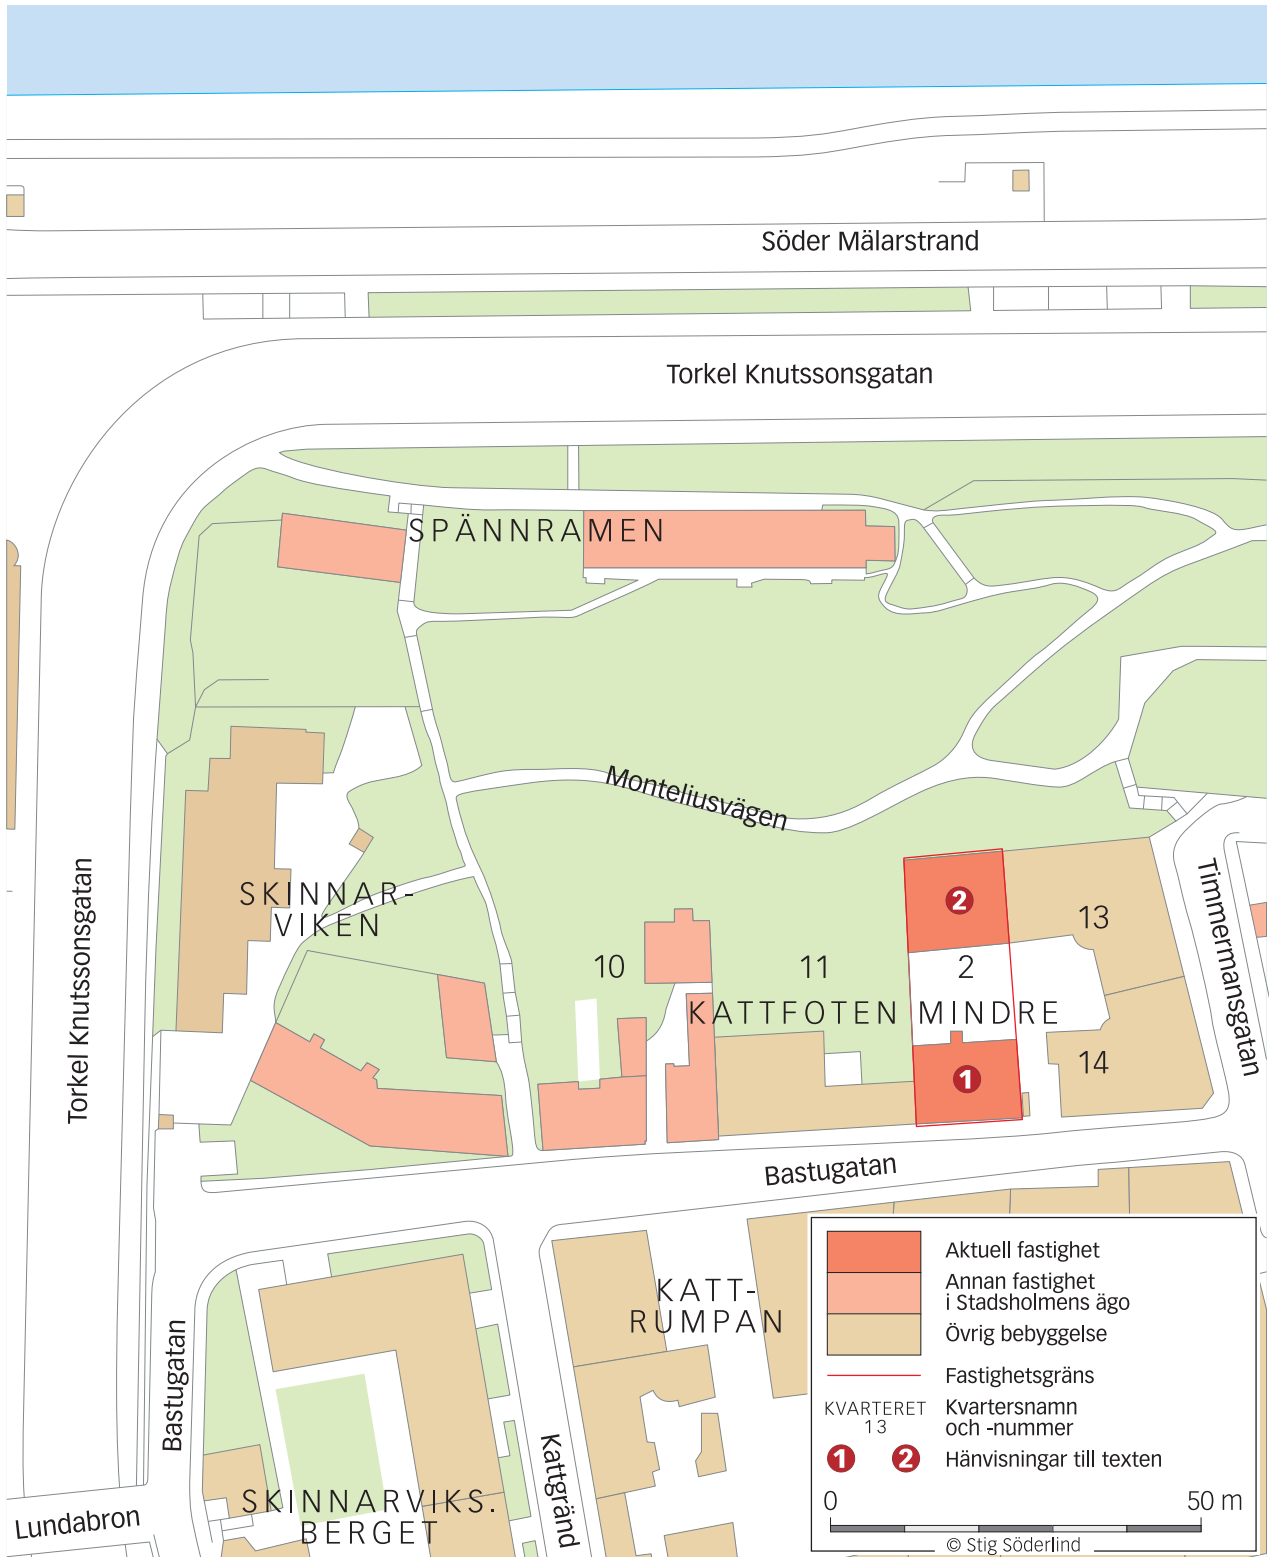 Söder Mälarstrand
Torkel Knutssonsgatan
SPÄNNRAMEN
Monteliusvägen
Torkel Knutssonsgatan
SKINNAR-
VIKEN
Timmermansgatan
2
13
10
11
2
KATTFOTEN MINDRE
14
1
Bastugatan
KATT-
RUMPAN
Bastugatan
Kattgränd
SKINNARVIKS.
BERGET
Lundabron
Aktuell fastighet
Annan fastighet
i Stadsholmens ägo
Övrig bebyggelse
Fastighetsgräns
KVARTERET
13
Kvartersnamn
och -nummer
1 2 Hänvisningar till texten
0 50 m
© Stig Söderlind